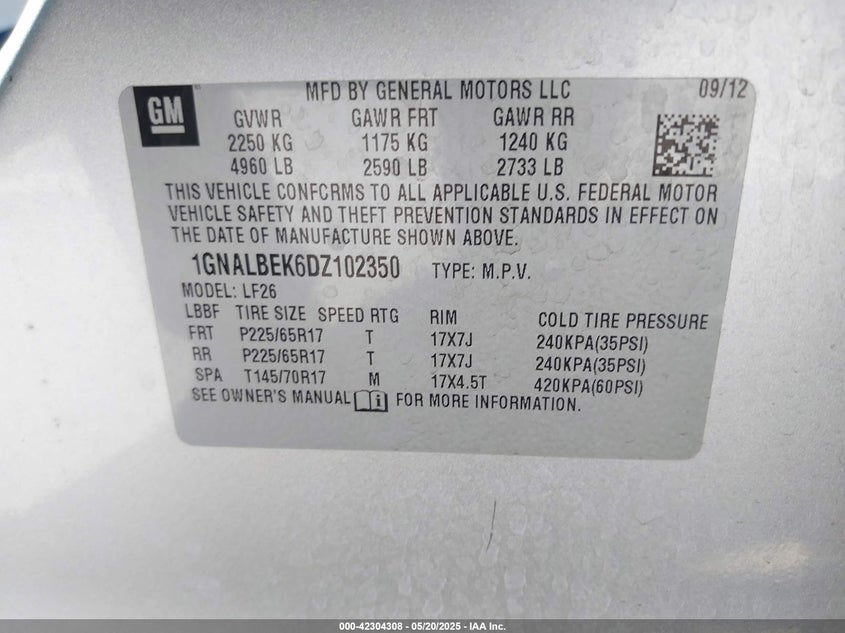 GM
MFD BY GENERAL MOTORS LLC 09/12
GVWR GAWR FRT GAWR RR
2250 KG 1175 KG 1240 KG
4960 LB 2590 LB 2733 LB
THIS VEHICLE CONFORMS TO ALL APPLICABLE U.S. FEDERAL MOTOR
VEHICLE SAFETY AND THEFT PREVENTION STANDARDS IN EFFECT ON
THE DATE OF MANUFACTURE SHOWN ABOVE.
1GNALBEK6DZ102350 TYPE: M.P.V.
MODEL: LF26
LBBF TIRE SIZE SPEED RTG RIM COLD TIRE PRESSURE
FRT P225/65R17 T 17X7J 240KPA(35PSI)
RR P225/65R17 T 17X7J 240KPA(35PSI)
SPA T145/70R17 M 17X4.5T 420KPA(60PSI)
SEE OWNER'S MANUAL FOR MORE INFORMATION.
000-42304308 - 05/20/2025 - IAA Inc.